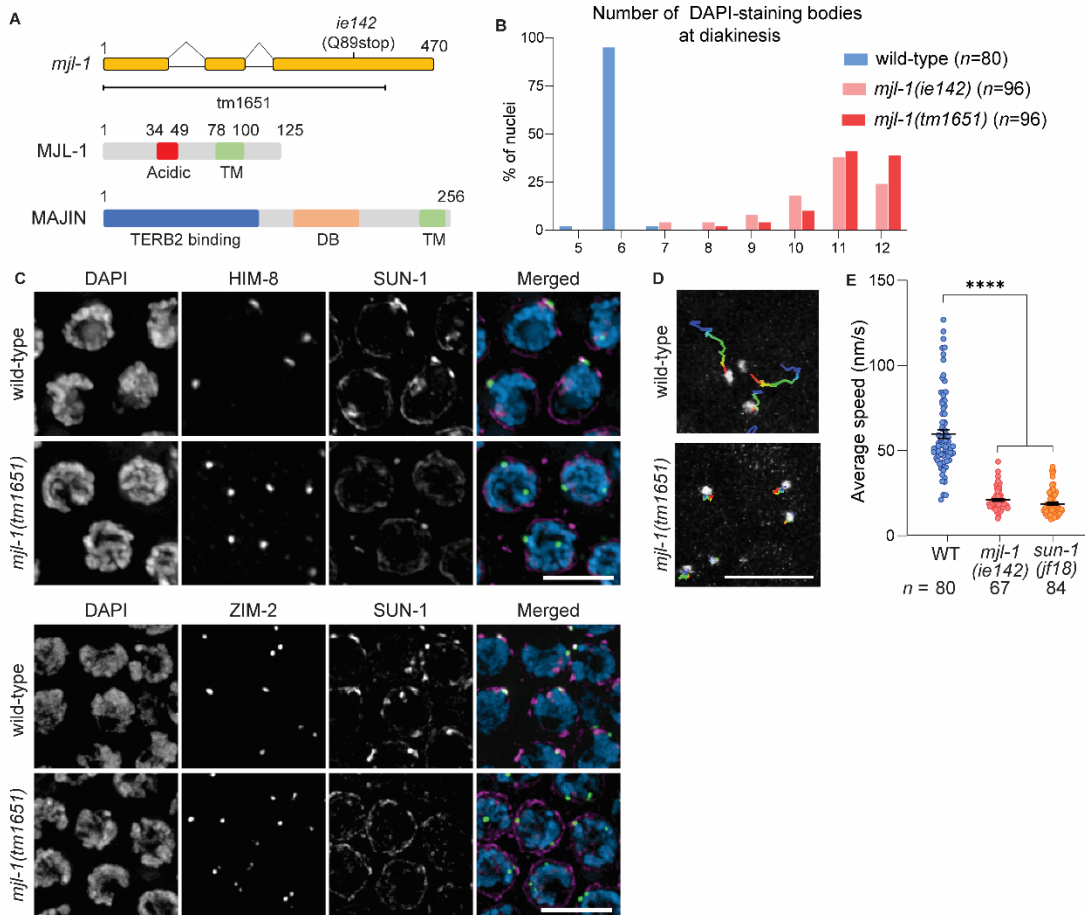 A
ie142
(Q89stop)
1
470
mjl-1
tm1651
1 34 49 78 100 125
MJL-1
Acidic TM
1 256
MAJIN
TERB2 binding DB TM
B
Number of DAPI-staining bodies
at diakinesis
100
75
50
25
0
% of nuclei
5 6 7 8 9 10 11 12
wild-type (n=80)
mjl-1(ie142) (n=96)
mjl-1(tm1651) (n=96)
C
DAPI HIM-8 SUN-1 Merged
wild-type
mjl-1(tm1651)
DAPI ZIM-2 SUN-1 Merged
wild-type
mjl-1(tm1651)
D
wild-type
mjl-1(tm1651)
E
150
100
50
0
Average speed (nm/s)
****
WT mjl-1 sun-1
(ie142) (jf18)
n = 80 67 84